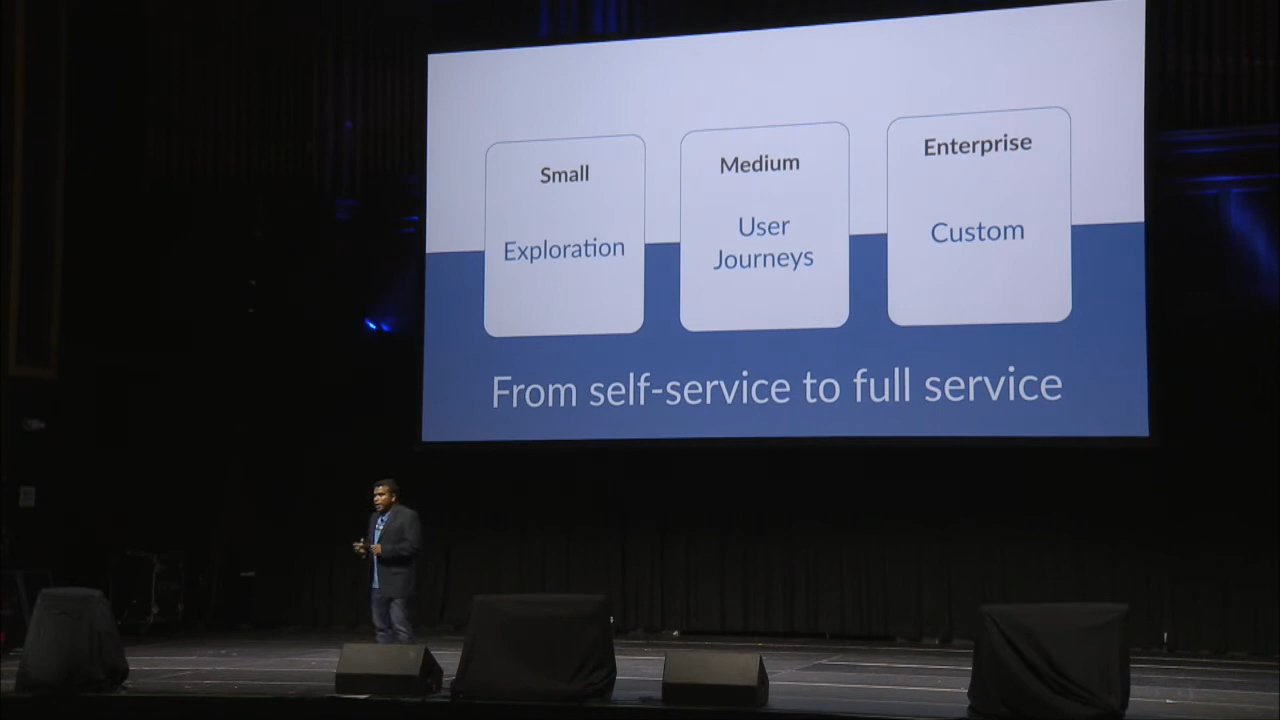 Small
Exploration
Medium
User
Journeys
Enterprise
Custom
From self-service to full service